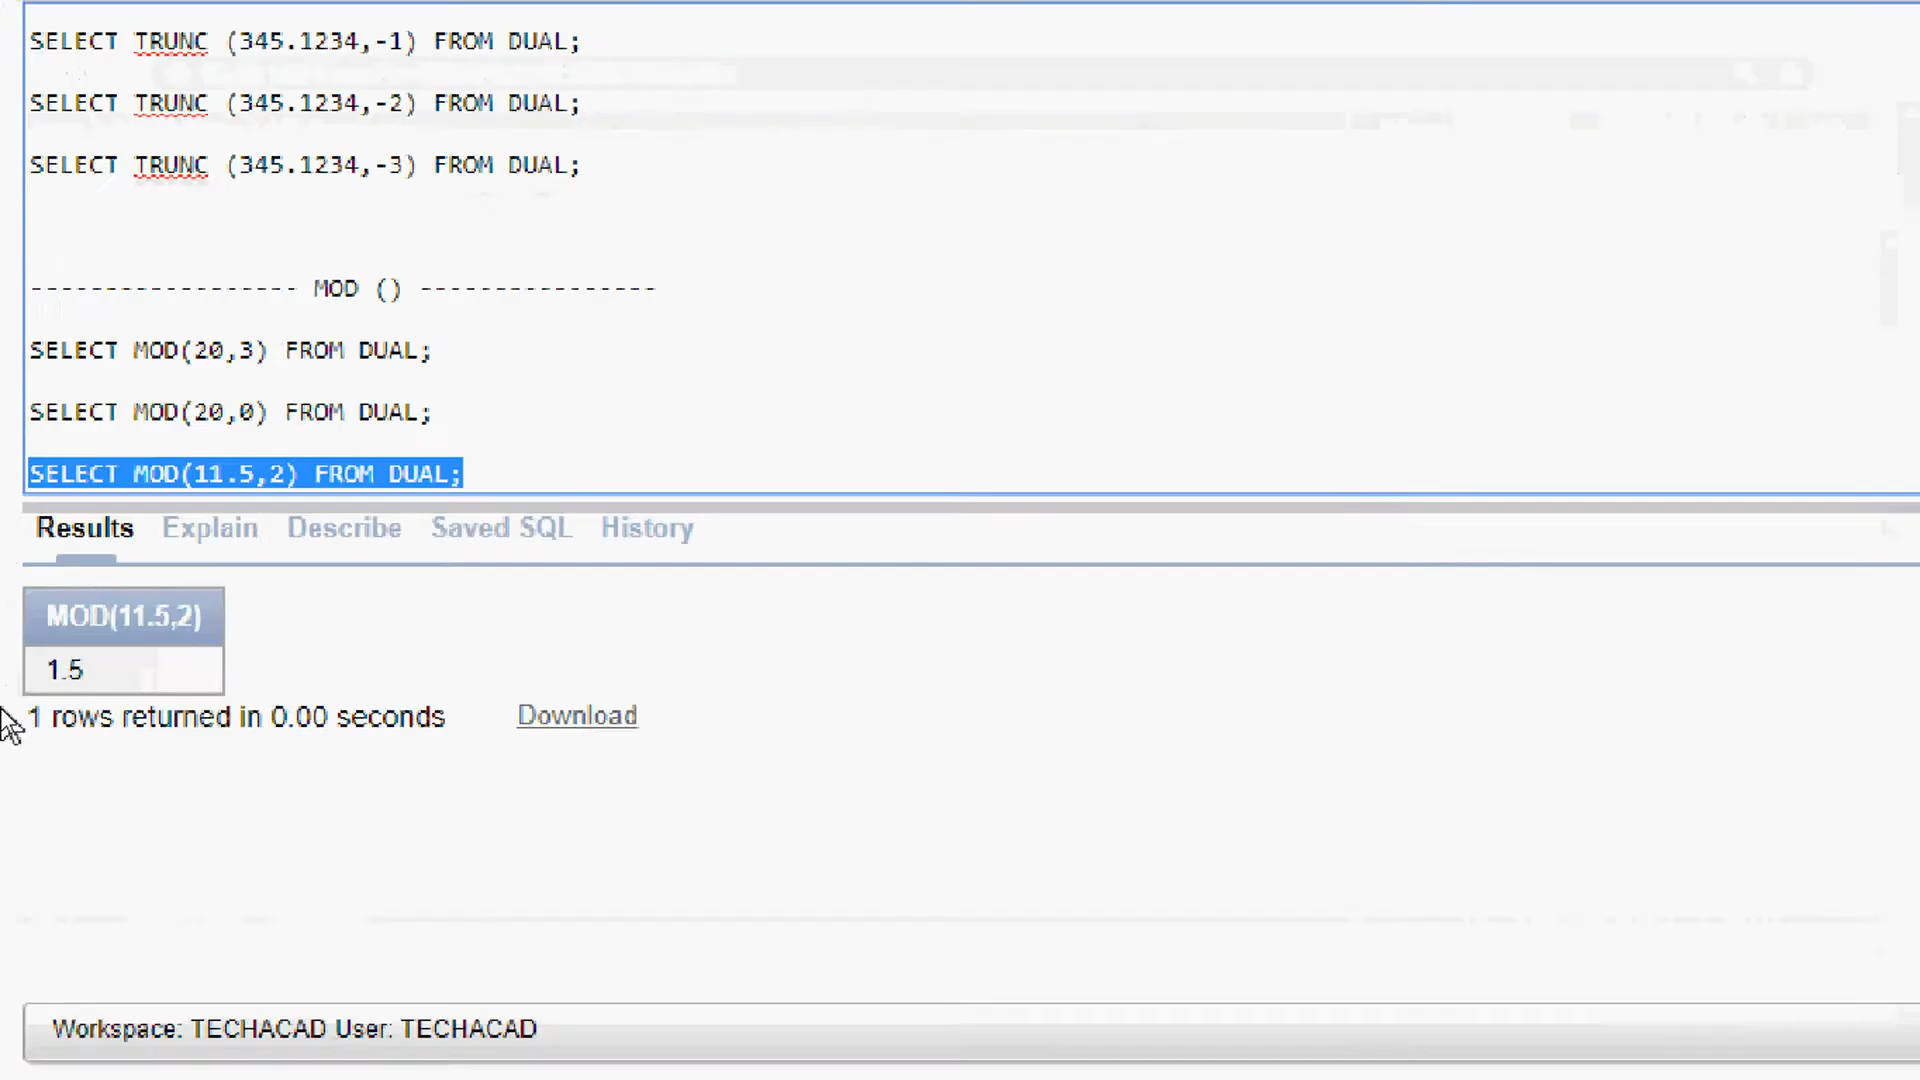 SELECT TRUNC (345.1234,-1) FROM DUAL;
SELECT TRUNC (345.1234,-2) FROM DUAL;
SELECT TRUNC (345.1234,-3) FROM DUAL;
------------------ MOD () ----------------
SELECT MOD(20,3) FROM DUAL;
SELECT MOD(20,0) FROM DUAL;
SELECT MOD(11.5,2) FROM DUAL;
Results Explain Describe Saved SQL History
MOD(11.5,2)
1.5
1 rows returned in 0.00 seconds Download
Workspace: TECHACAD User: TECHACAD